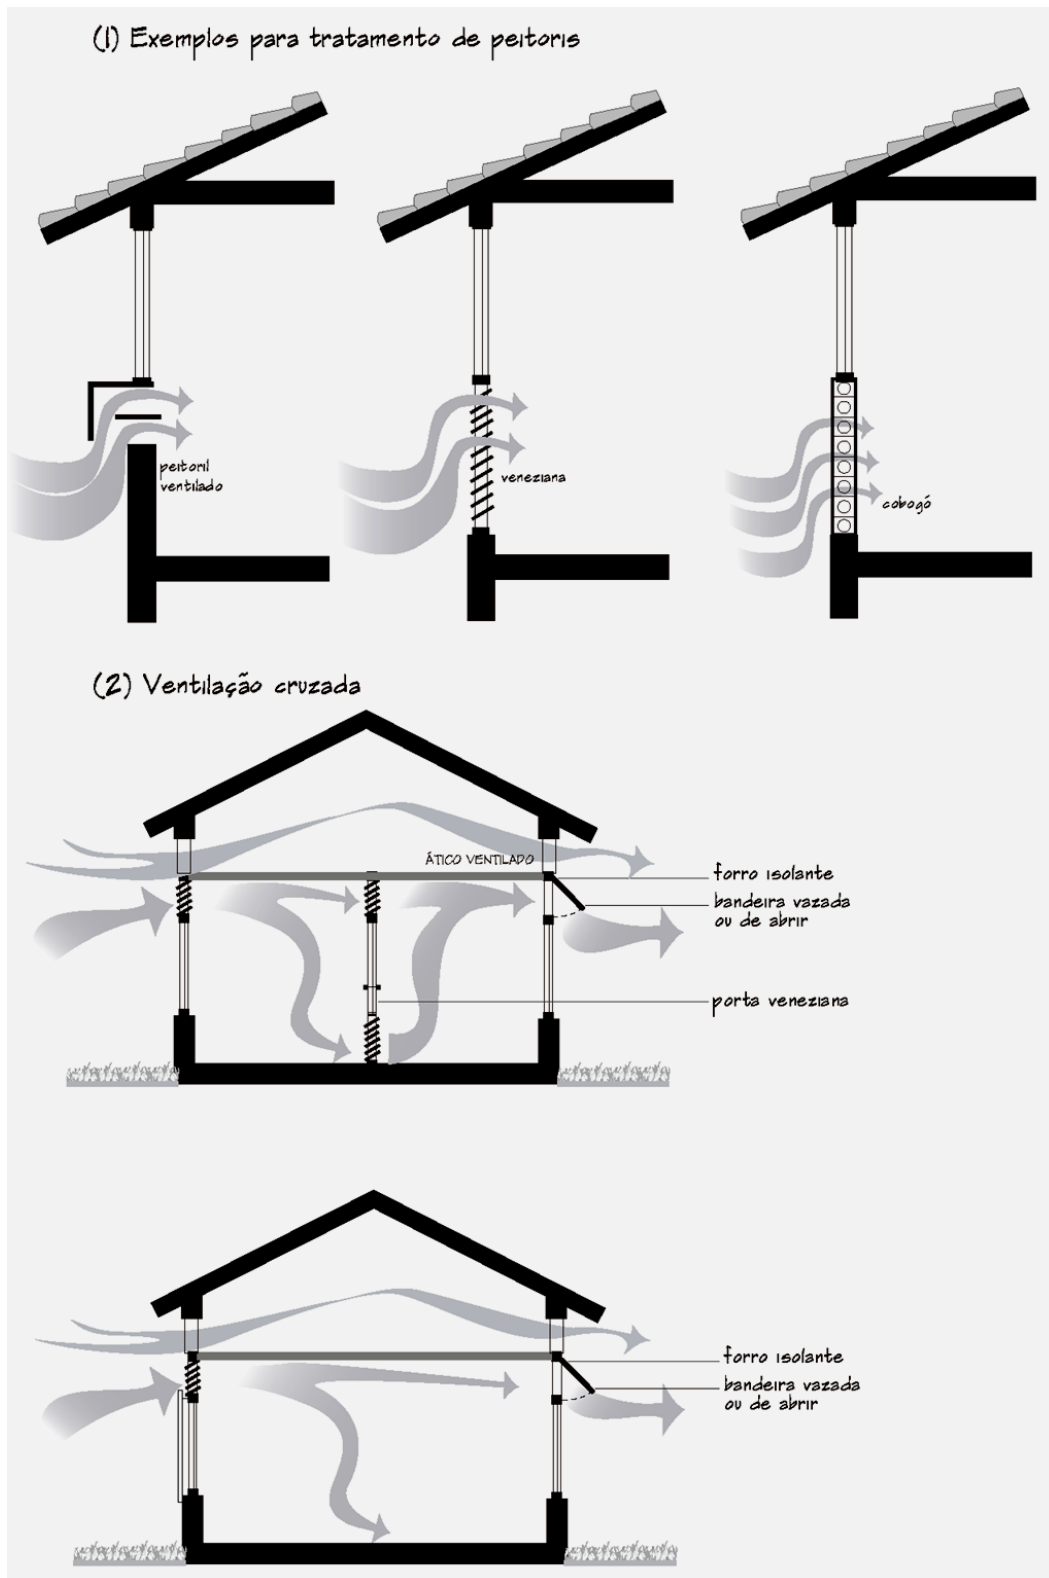 (1) Exemplos para tratamento de peitoris
peitoril
ventilado
veneziana
cobogó
(2) Ventilação cruzada
ÁTICO VENTILADO
forro isolante
bandeira vazada
ou de abrir
porta veneziana
forro isolante
bandeira vazada
ou de abrir